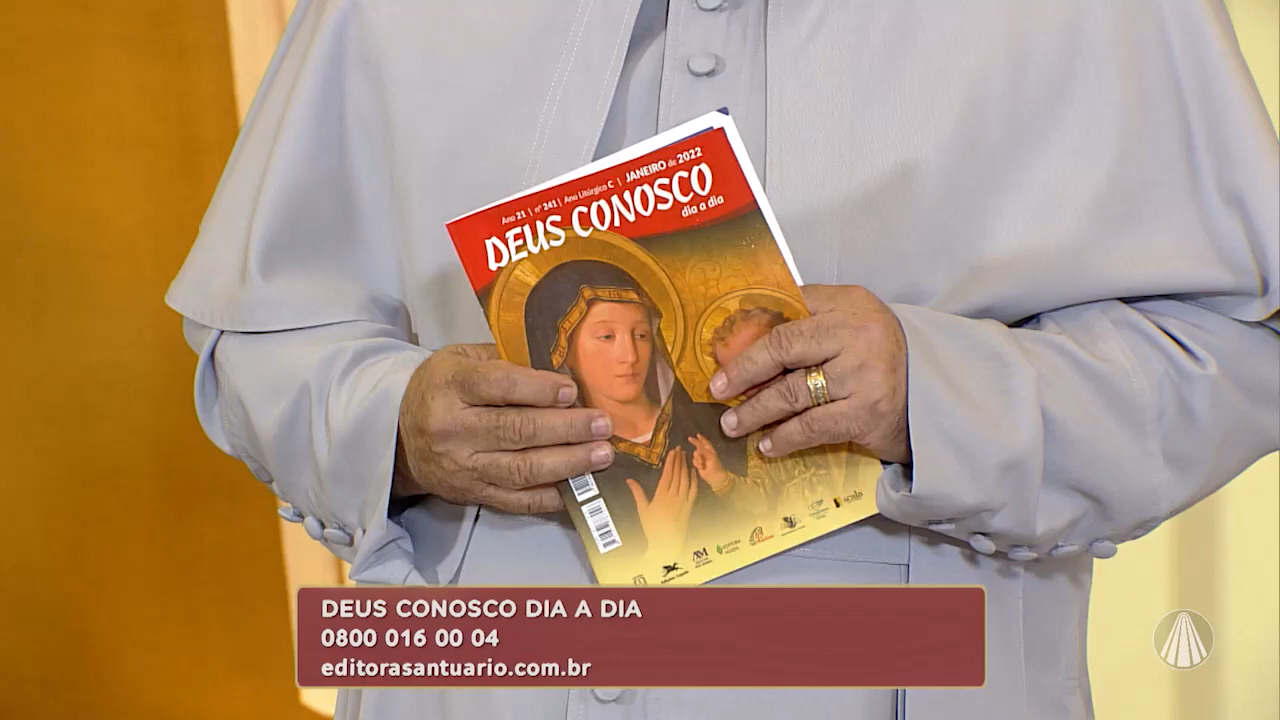 Ano 21 | nº 241 | Ano Litúrgico C | JANEIRO de 2022
DEUS CONOSCO
dia a dia
DEUS CONOSCO DIA A DIA
0800 016 00 04
editorasantuario.com.br